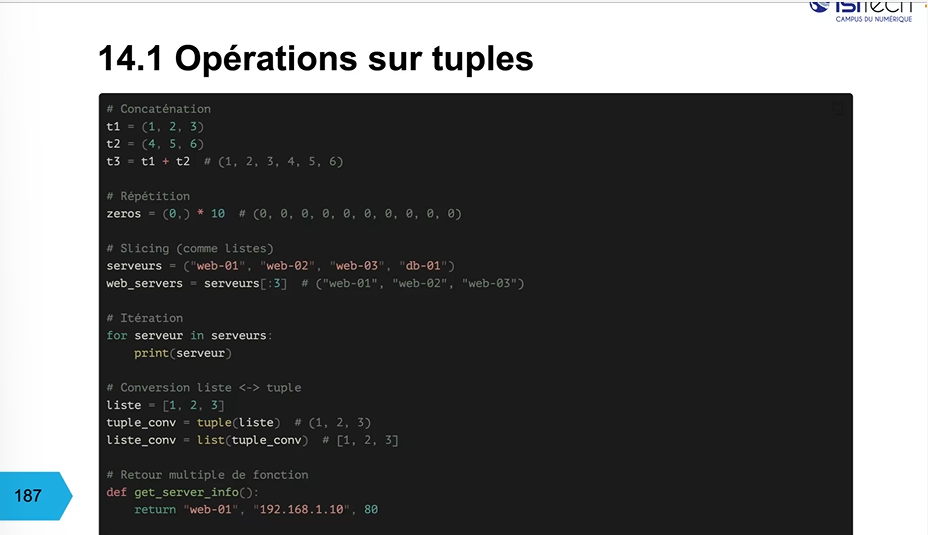 CAMPUS DU NUMÉRIQUE
14.1 Opérations sur tuples
# Concaténation
t1 = (1, 2, 3)
t2 = (4, 5, 6)
t3 = t1 + t2  # (1, 2, 3, 4, 5, 6)
# Répétition
zeros = (0,) * 10  # (0, 0, 0, 0, 0, 0, 0, 0, 0, 0)
# Slicing (comme listes)
serveurs = ("web-01", "web-02", "web-03", "db-01")
web_servers = serveurs[:3]  # ("web-01", "web-02", "web-03")
# Itération
for serveur in serveurs:
    print(serveur)
# Conversion liste <-> tuple
liste = [1, 2, 3]
tuple_conv = tuple(liste)  # (1, 2, 3)
liste_conv = list(tuple_conv)  # [1, 2, 3]
# Retour multiple de fonction
def get_server_info():
    return "web-01", "192.168.1.10", 80
187